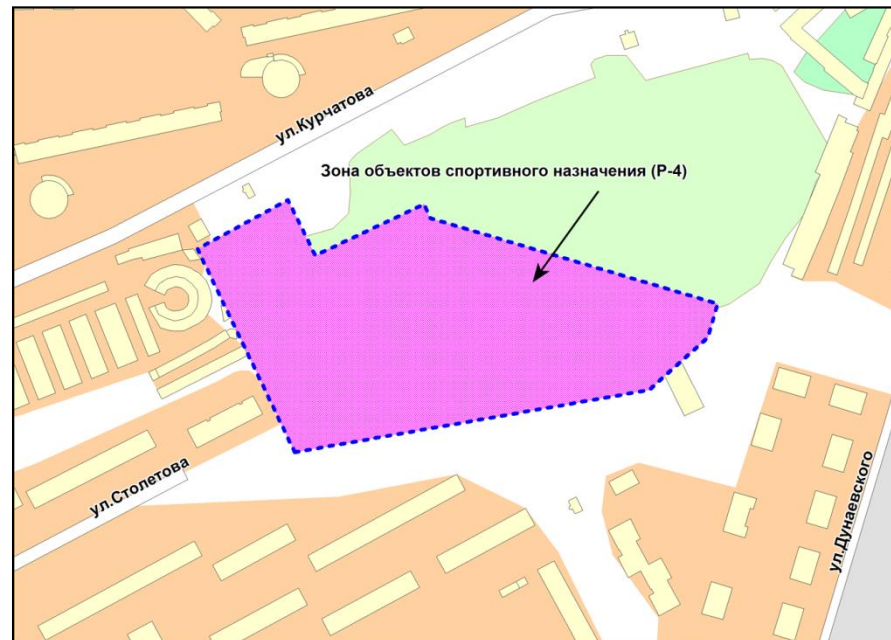 ул.Курчатова
Зона объектов спортивного назначения (Р-4)
ул.Столетова
ул.Дунаевского